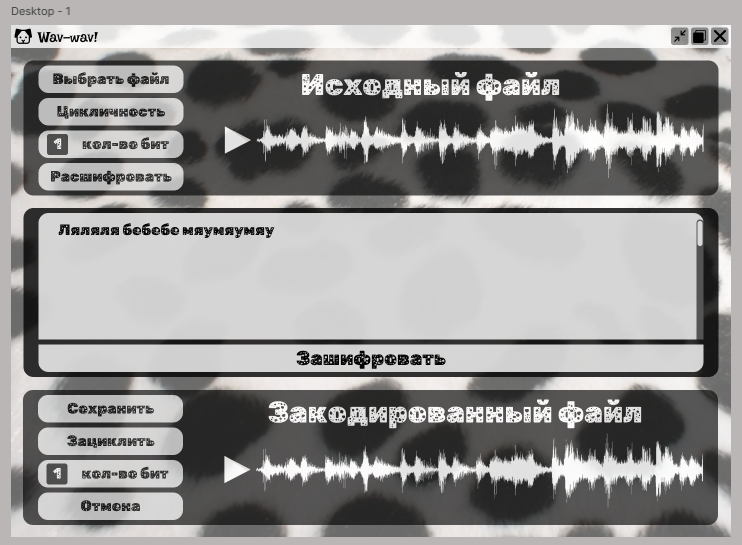 Desktop - 1
Wav-wav!
Выбрать файл
Цикличность
1 кол-во бит
Расшифровать
Исходный файл
Ляляля бебебе мяумяумяу
Зашифровать
Сохранить
Зациклить
1 кол-во бит
Отмена
Закодированный файл